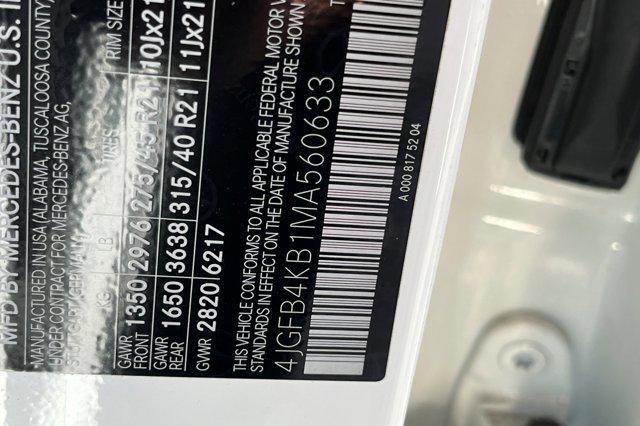 MFD BY MERCEDES-BENZ U.S. I
MANUFACTURED IN USA (ALABAMA, TUSCALOOSA COUNTY)
UNDER CONTRACT FOR MERCEDES-BENZ AG,
KG LB TIRES RIM SIZE
GAWR FRONT 1350 2976 275/45 R21 10Jx21
GAWR REAR 1650 3638 315/40 R21 11Jx21
GVWR 2820 6217
THIS VEHICLE CONFORMS TO ALL APPLICABLE FEDERAL MOTOR V
STANDARDS IN EFFECT ON THE DATE OF MANUFACTURE SHOWN
4JGFB4KB1MA560633
A 000 817 52 04